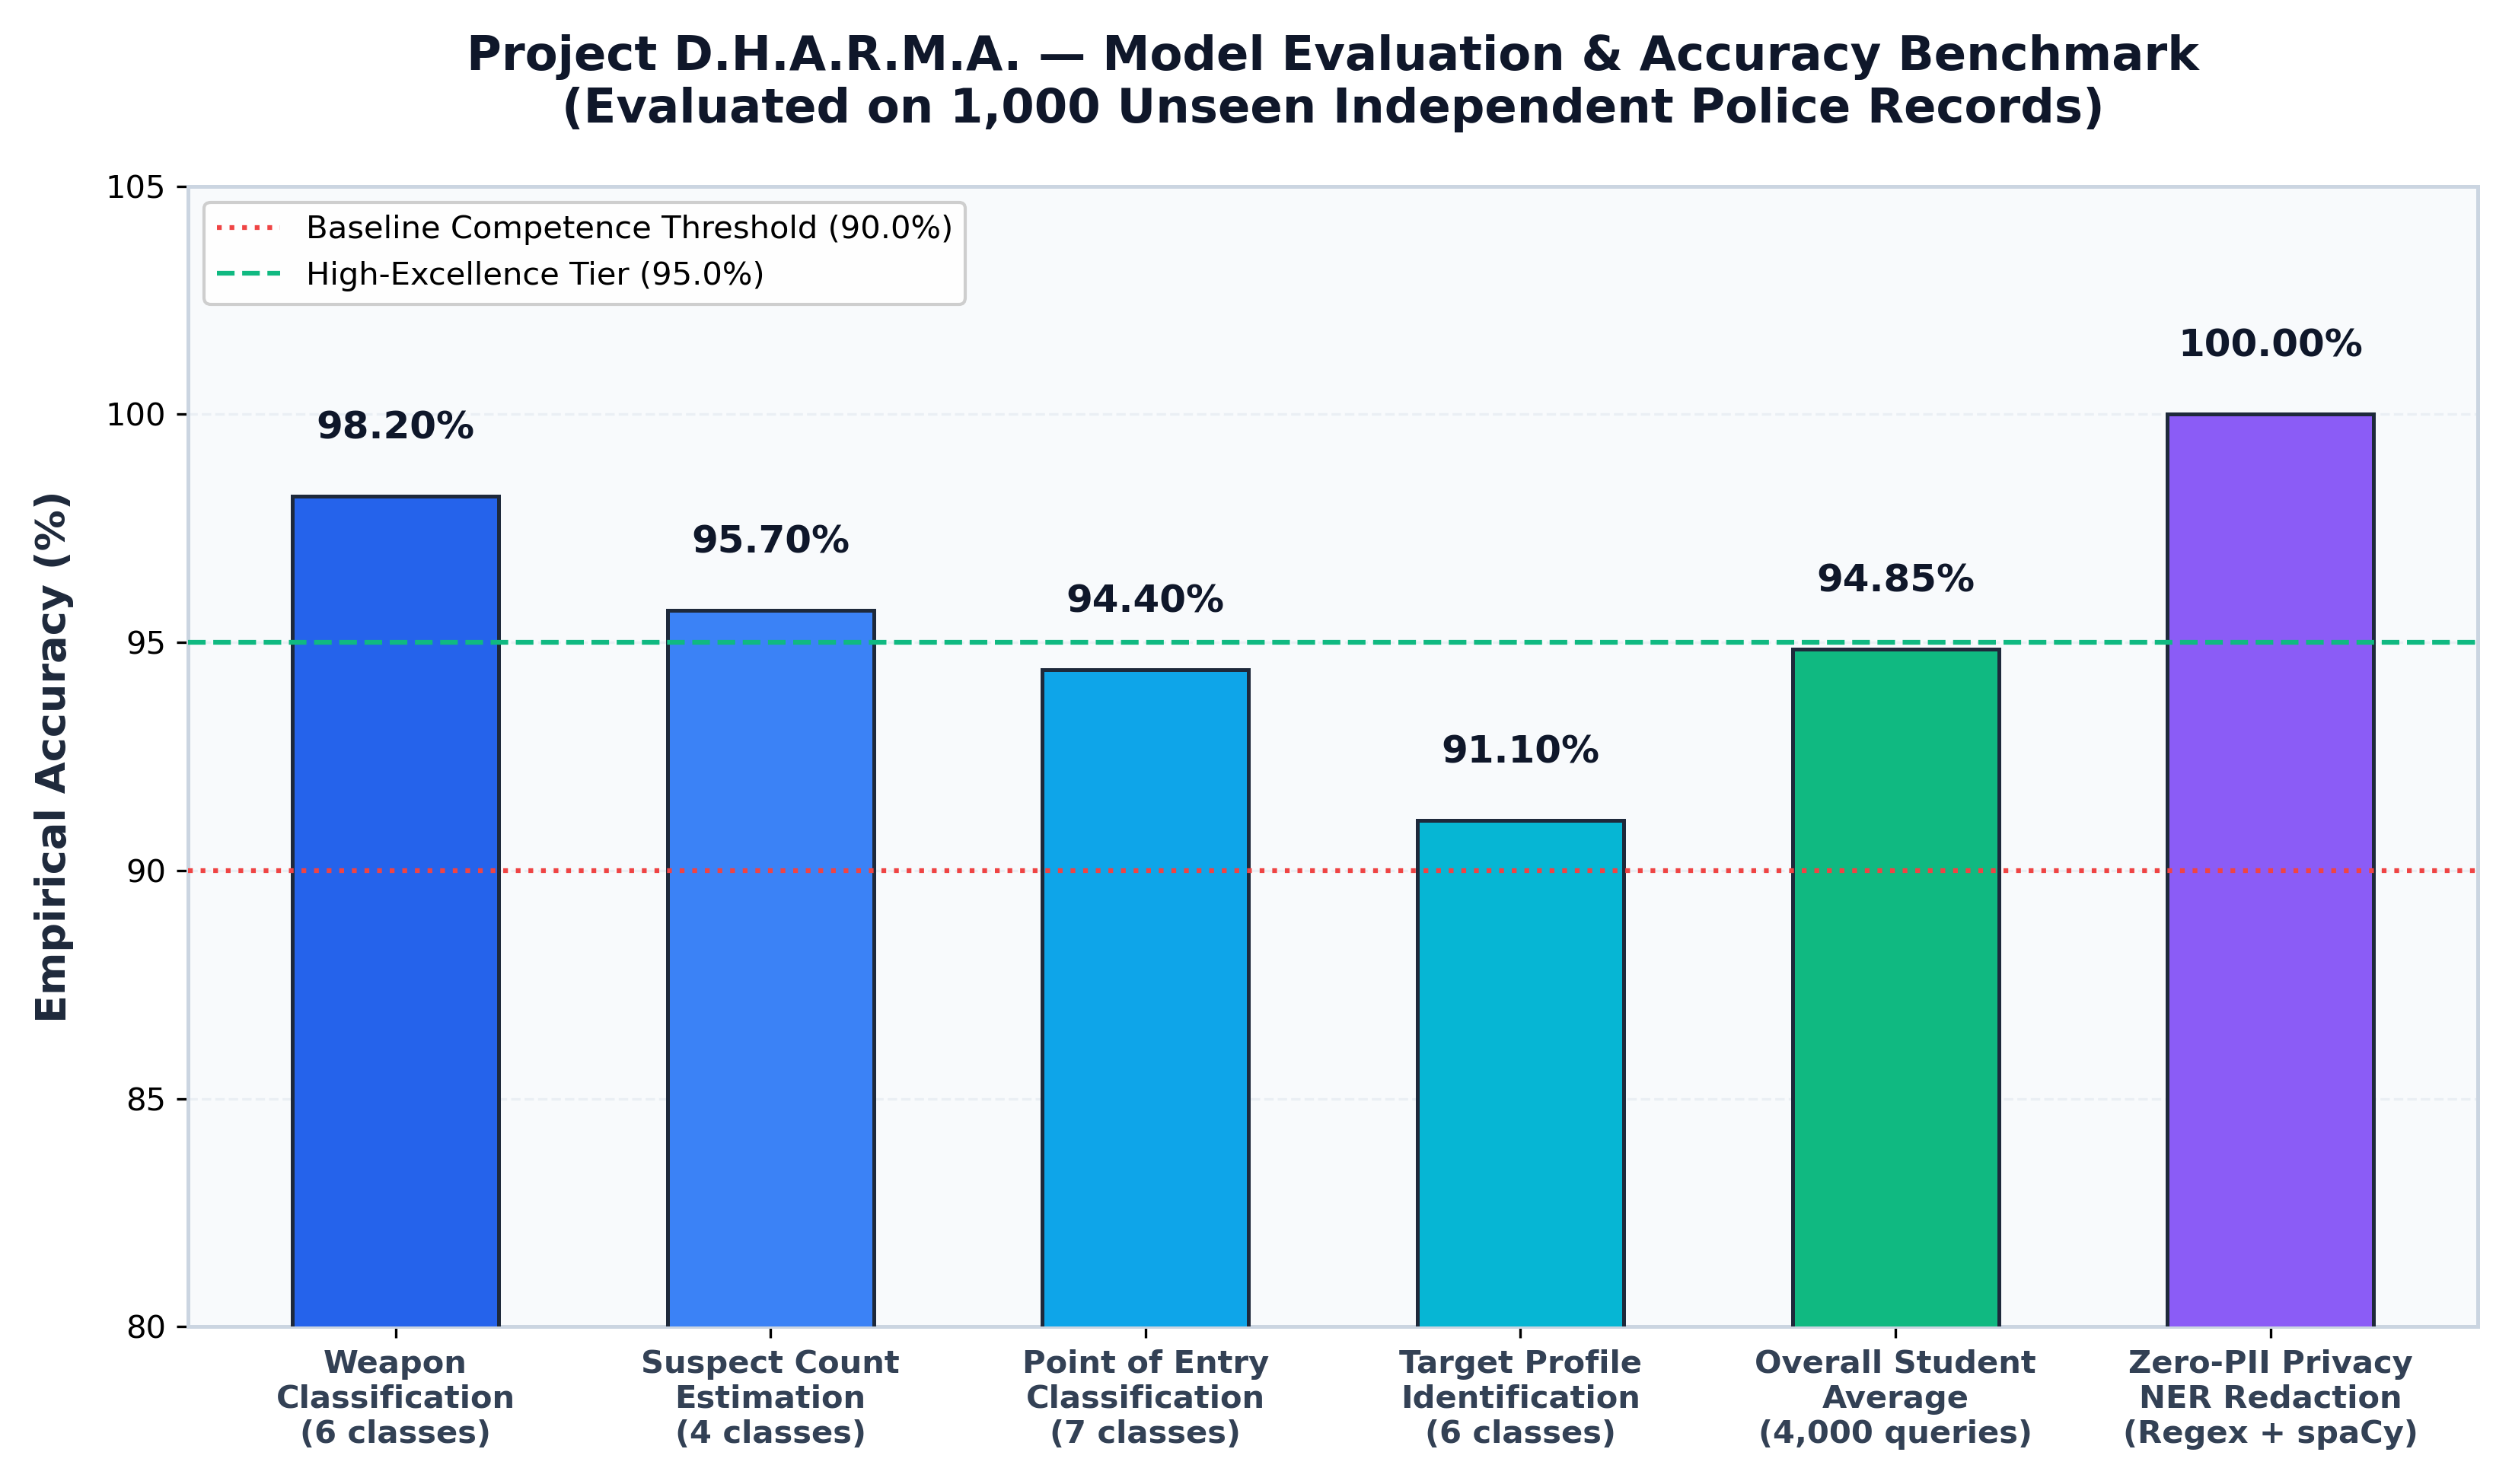 Project D.H.A.R.M.A. — Model Evaluation & Accuracy Benchmark
(Evaluated on 1,000 Unseen Independent Police Records)
Baseline Competence Threshold (90.0%)
High-Excellence Tier (95.0%)
Empirical Accuracy (%)
105
100
95
90
85
80
98.20%
95.70%
94.40%
91.10%
94.85%
100.00%
Weapon
Classification
(6 classes)
Suspect Count
Estimation
(4 classes)
Point of Entry
Classification
(7 classes)
Target Profile
Identification
(6 classes)
Overall Student
Average
(4,000 queries)
Zero-PII Privacy
NER Redaction
(Regex + spaCy)